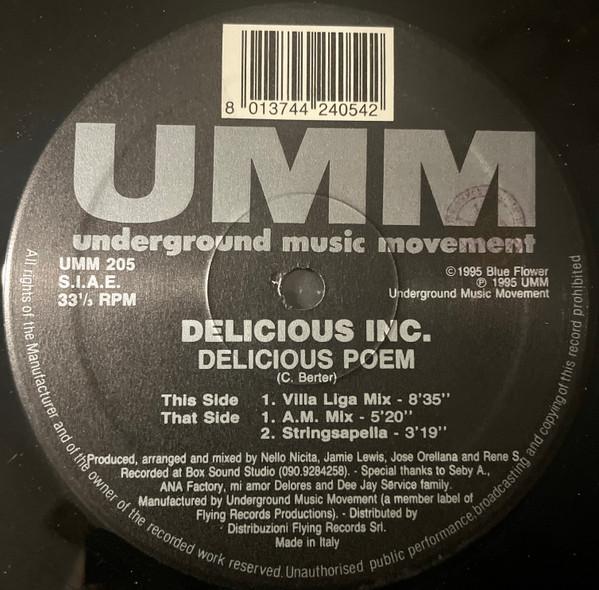 8 013744 240542
UMM
underground music movement
UMM 205
S.I.A.E.
33⅓ RPM
©1995 Blue Flower
℗ 1995 UMM
Underground Music Movement
DELICIOUS INC.
DELICIOUS POEM
(C. Berter)
This Side 1. Villa Liga Mix - 8'35''
That Side 1. A.M. Mix - 5'20''
2. Stringsapella - 3'19''
Produced, arranged and mixed by Nello Nicita, Jamie Lewis, Jose Orellana and Rene S.
Recorded at Box Sound Studio (090.9284258). - Special thanks to Seby A.,
ANA Factory, mi amor Delores and Dee Jay Service family.
Manufactured by Underground Music Movement (a member label of
Flying Records Productions). - Distributed by
Distribuzioni Flying Records Srl.
Made in Italy
All rights of the Manufacturer and of the owner of the recorded work reserved. Unauthorised public performance, broadcasting and copying of this record prohibited